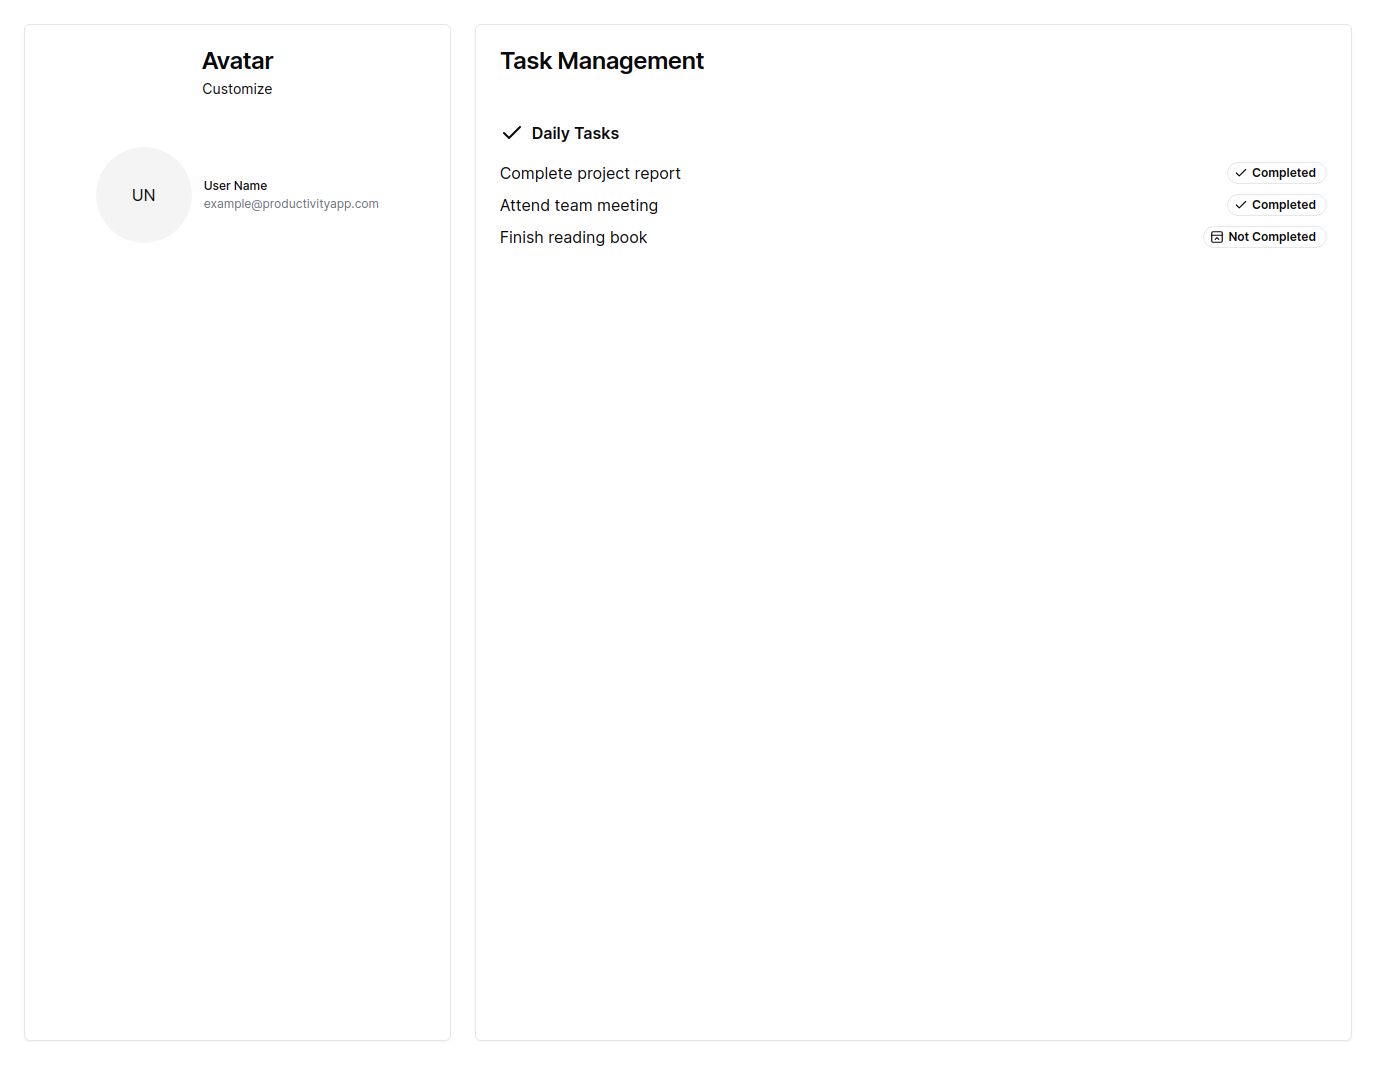 Avatar
Customize
UN
User Name
example@productivityapp.com
Task Management
Daily Tasks
Complete project report Completed
Attend team meeting Completed
Finish reading book Not Completed